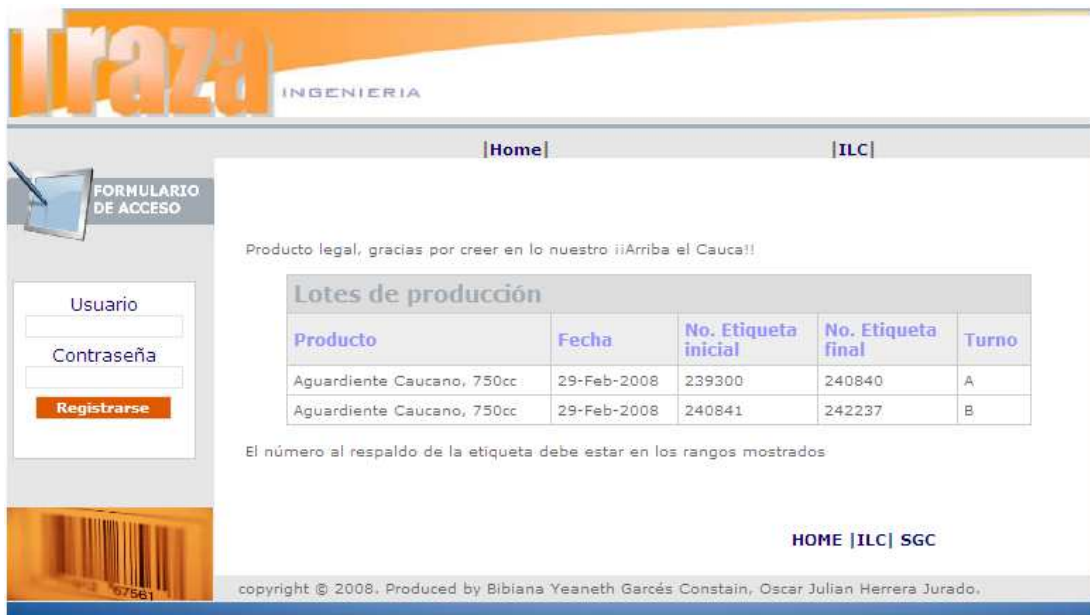 Traza
INGENIERIA
|Home| |ILC|
FORMULARIO
DE ACCESO
Producto legal, gracias por creer en lo nuestro ¡¡Arriba el Cauca!!
Usuario
Contraseña
Registrarse
Lotes de producción
Producto Fecha No. Etiqueta inicial No. Etiqueta final Turno
Aguardiente Caucano, 750cc 29-Feb-2008 239300 240840 A
Aguardiente Caucano, 750cc 29-Feb-2008 240841 242237 B
El número al respaldo de la etiqueta debe estar en los rangos mostrados
67561
HOME |ILC| SGC
copyright © 2008. Produced by Bibiana Yeaneth Garcés Constain, Oscar Julian Herrera Jurado.